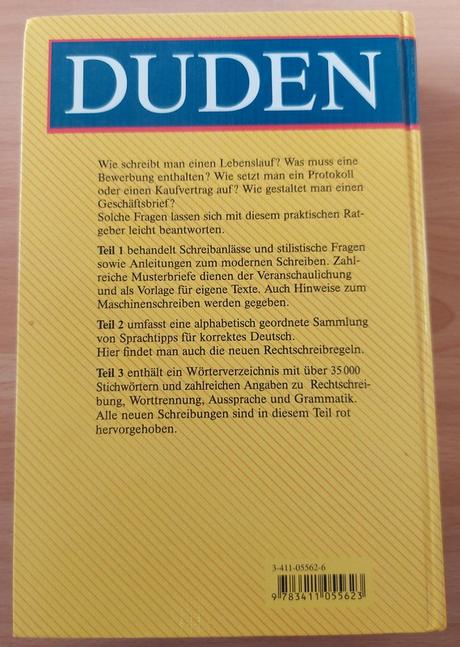 DUDEN
Wie schreibt man einen Lebenslauf? Was muss eine
Bewerbung enthalten? Wie setzt man ein Protokoll
oder einen Kaufvertrag auf? Wie gestaltet man einen
Geschäftsbrief?
Solche Fragen lassen sich mit diesem praktischen Rat-
geber leicht beantworten.
Teil 1 behandelt Schreibanlässe und stilistische Fragen
sowie Anleitungen zum modernen Schreiben. Zahl-
reiche Musterbriefe dienen der Veranschaulichung
und als Vorlage für eigene Texte. Auch Hinweise zum
Maschinenschreiben werden gegeben.
Teil 2 umfasst eine alphabetisch geordnete Sammlung
von Sprachtipps für korrektes Deutsch.
Hier findet man auch die neuen Rechtschreibregeln.
Teil 3 enthält ein Wörterverzeichnis mit über 35 000
Stichwörtern und zahlreichen Angaben zu Rechtschrei-
bung, Worttrennung, Aussprache und Grammatik.
Alle neuen Schreibungen sind in diesem Teil rot
hervorgehoben.
3-411-05562-6
9 783411 055623